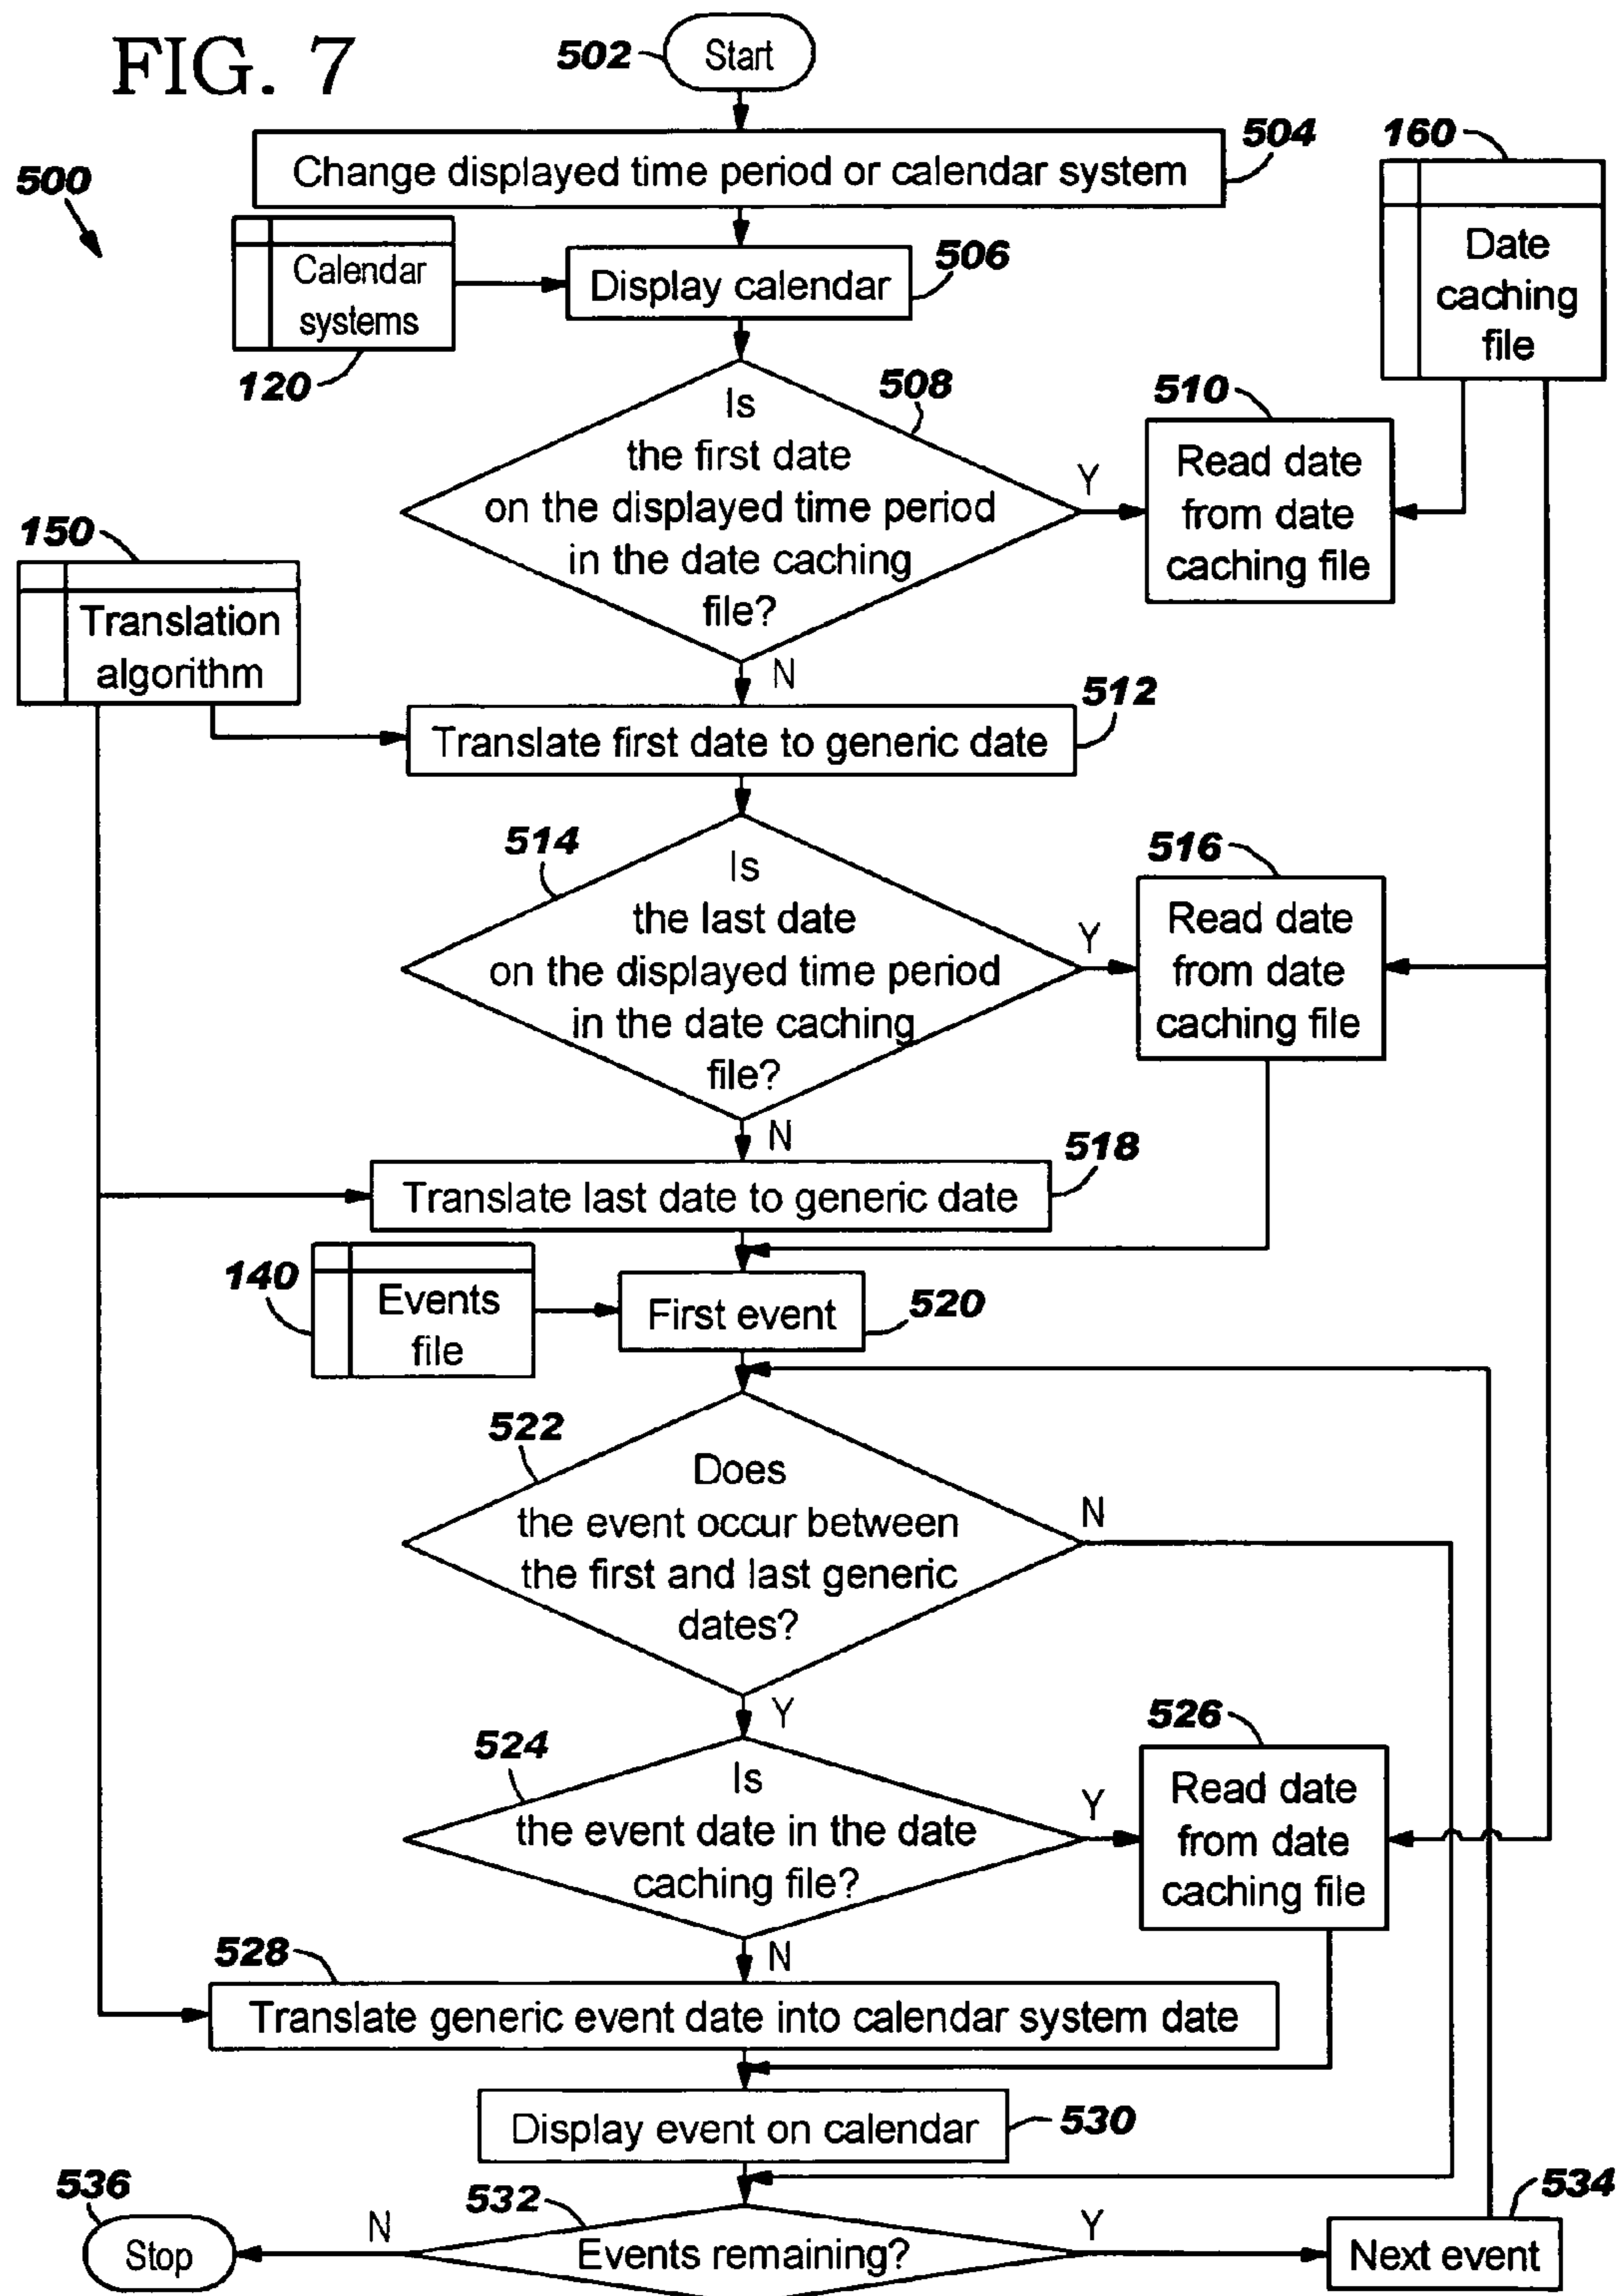 FIG. 7
502
Start
504
Change displayed time period or calendar system
160
500
Date
caching
file
Calendar
systems
120
506
Display calendar
508
Is
the first date
on the displayed time period
in the date caching
file?
Y
510
Read date
from date
caching file
150
Translation
algorithm
N
512
Translate first date to generic date
514
Is
the last date
on the displayed time period
in the date caching
file?
Y
516
Read date
from date
caching file
N
518
Translate last date to generic date
140
Events
file
First event
520
522
Does
the event occur between
the first and last generic
dates?
N
Y
524
Is
the event date in the date
caching file?
Y
526
Read date
from date
caching file
N
528
Translate generic event date into calendar system date
Display event on calendar
530
536
Stop
N
532
Events remaining?
Y
534
Next event